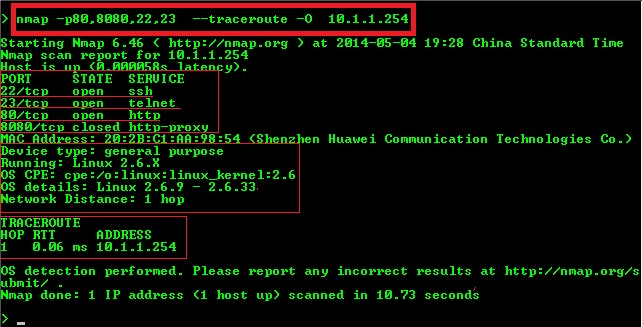 > nmap -p80,8080,22,23  --traceroute -O  10.1.1.254
Starting Nmap 6.46 ( http://nmap.org ) at 2014-05-04 19:28 China Standard Time
Nmap scan report for 10.1.1.254
Host is up (0.000058s latency).
PORT     STATE  SERVICE
22/tcp   open   ssh
23/tcp   open   telnet
80/tcp   open   http
8080/tcp closed http-proxy
MAC Address: 20:2B:C1:AA:98:54 (Shenzhen Huawei Communication Technologies Co.)
Device type: general purpose
Running: Linux 2.6.X
OS CPE: cpe:/o:linux:linux_kernel:2.6
OS details: Linux 2.6.9 - 2.6.33
Network Distance: 1 hop
TRACEROUTE
HOP RTT     ADDRESS
1   0.06 ms 10.1.1.254
OS detection performed. Please report any incorrect results at http://nmap.org/s
ubmit/ .
Nmap done: 1 IP address (1 host up) scanned in 10.73 seconds
> _